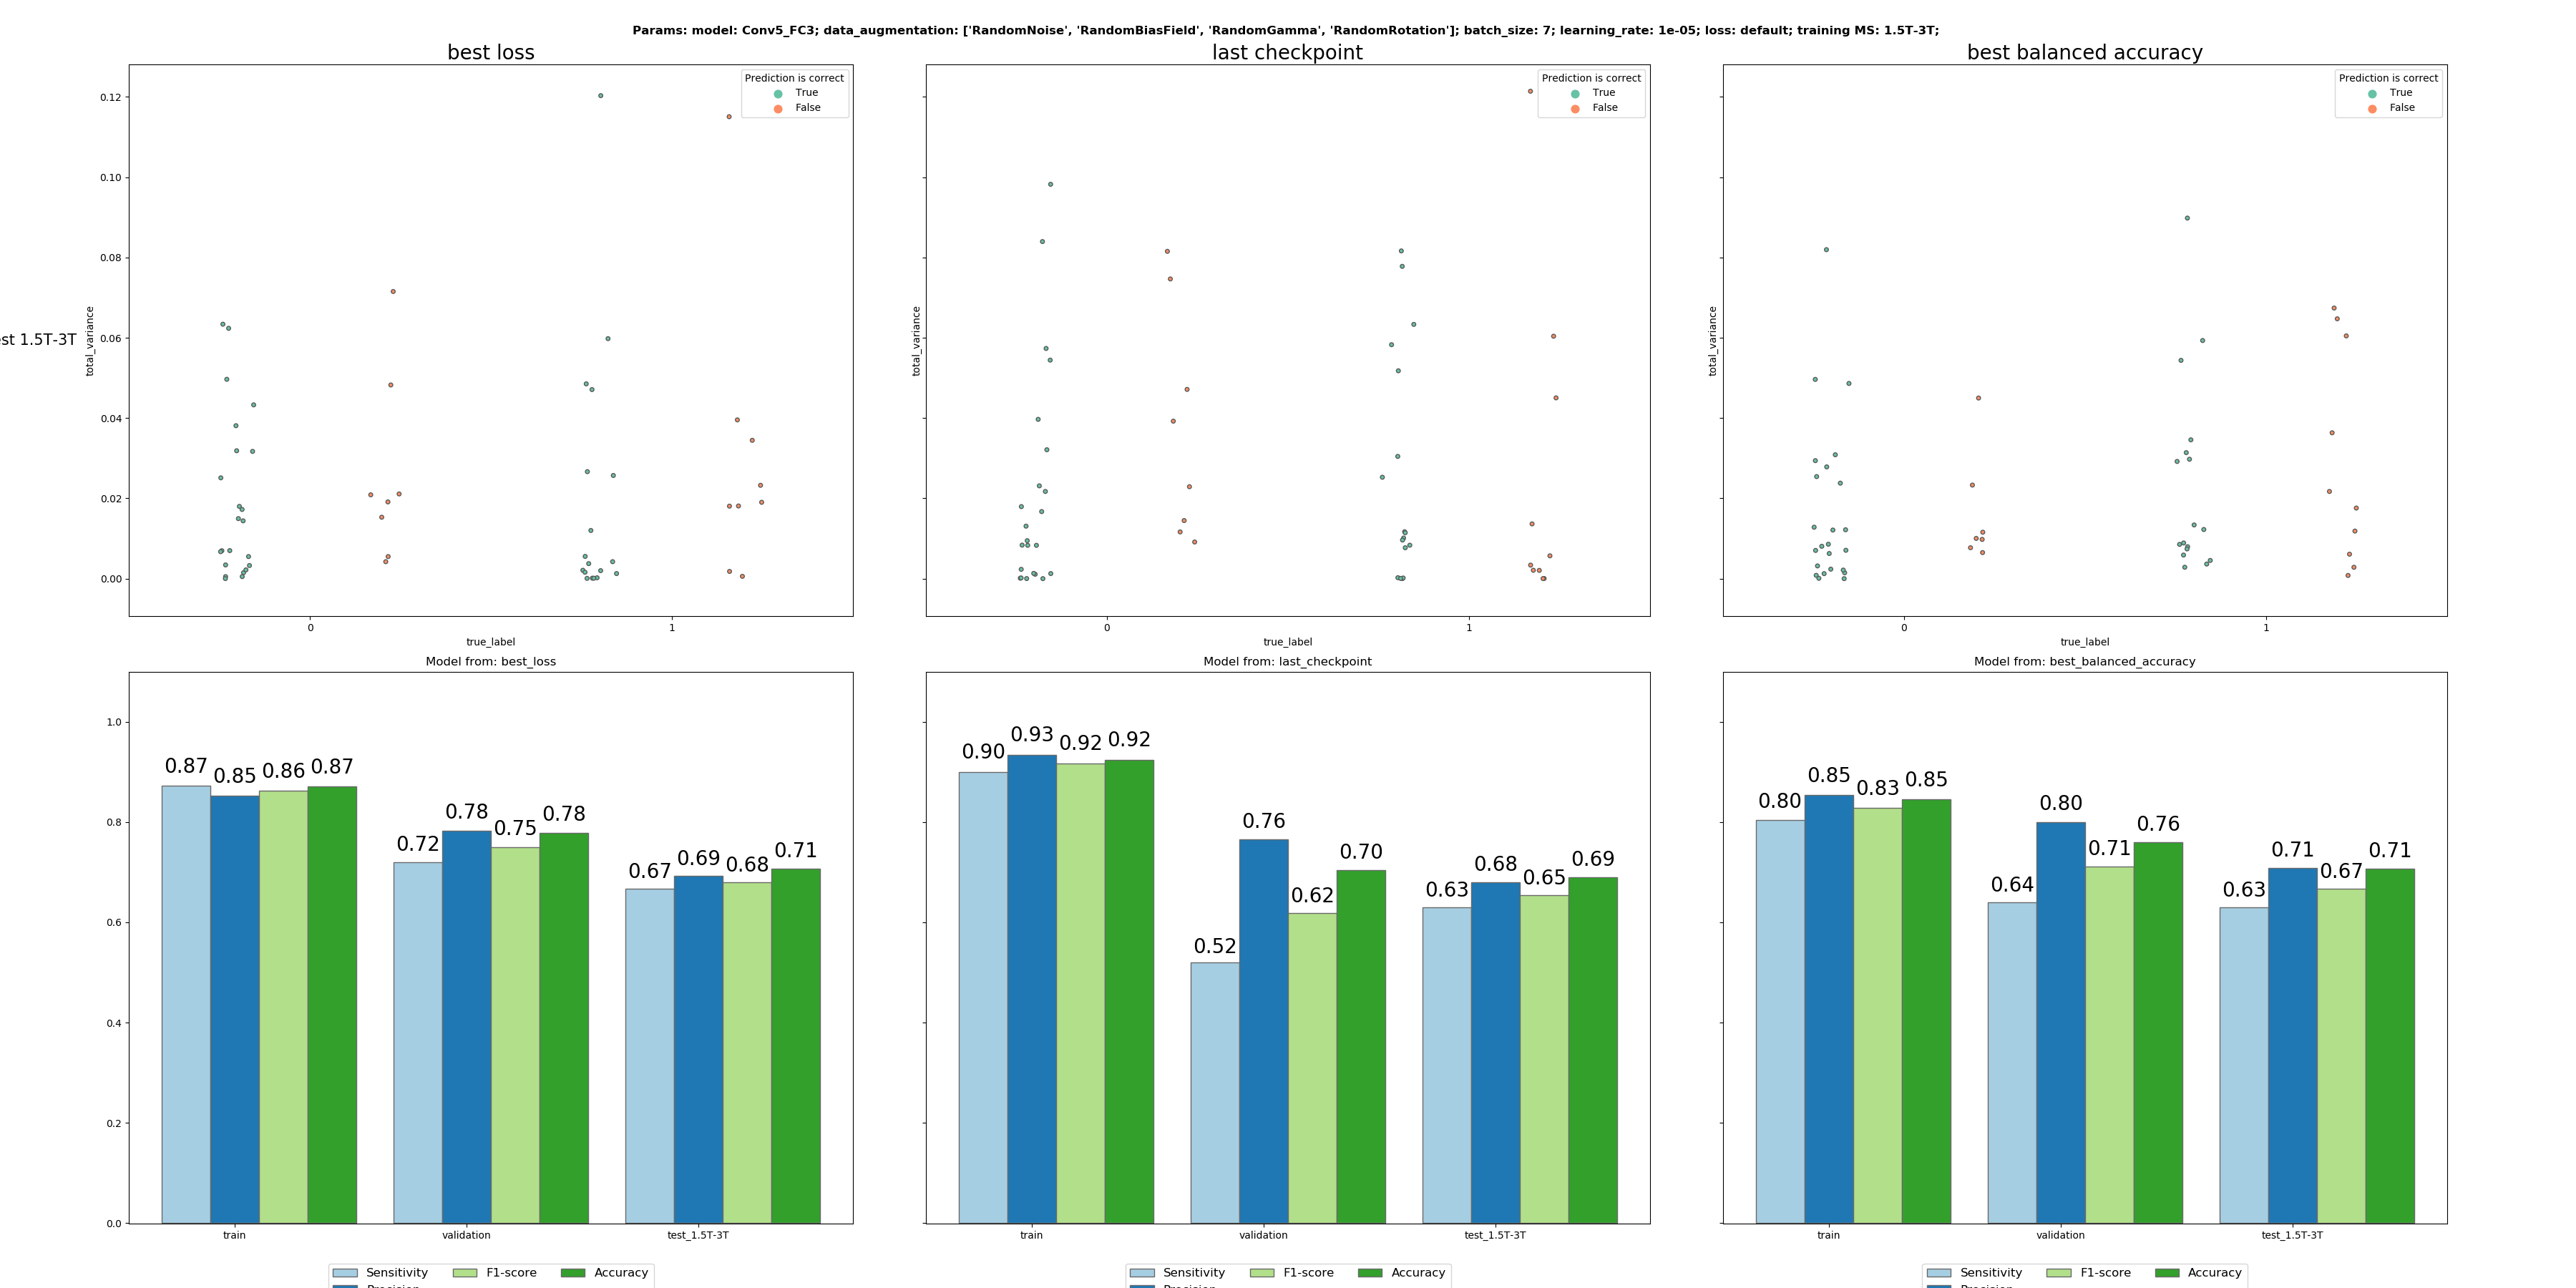 Params: model: Conv5_FC3; data_augmentation: ['RandomNoise', 'RandomBiasField', 'RandomGamma', 'RandomRotation']; batch_size: 7; learning_rate: 1e-05; loss: default; training MS: 1.5T-3T;
best loss
last checkpoint
best balanced accuracy
Prediction is correct
True
False
Prediction is correct
True
False
Prediction is correct
True
False
0.12
0.10
0.08
0.06
0.04
0.02
0.00
1.5T-3T
total_variance
total_variance
total_variance
0 1
0 1
0 1
true_label
true_label
true_label
Model from: best_loss
Model from: last_checkpoint
Model from: best_balanced_accuracy
1.0
0.8
0.6
0.4
0.2
0.0
0.87 0.85 0.86 0.87
0.72 0.78 0.75 0.78
0.67 0.69 0.68 0.71
0.90 0.93 0.92 0.92
0.52 0.76 0.62 0.70
0.63 0.68 0.65 0.69
0.80 0.85 0.83 0.85
0.64 0.80 0.71 0.76
0.63 0.71 0.67 0.71
train validation test_1.5T-3T
train validation test_1.5T-3T
train validation test_1.5T-3T
Sensitivity F1-score Accuracy
Sensitivity F1-score Accuracy
Sensitivity F1-score Accuracy